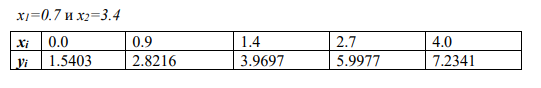 x1=0.7 и x2=3.4
xi 0.0 0.9 1.4 2.7 4.0
yi 1.5403 2.8216 3.9697 5.9977 7.2341